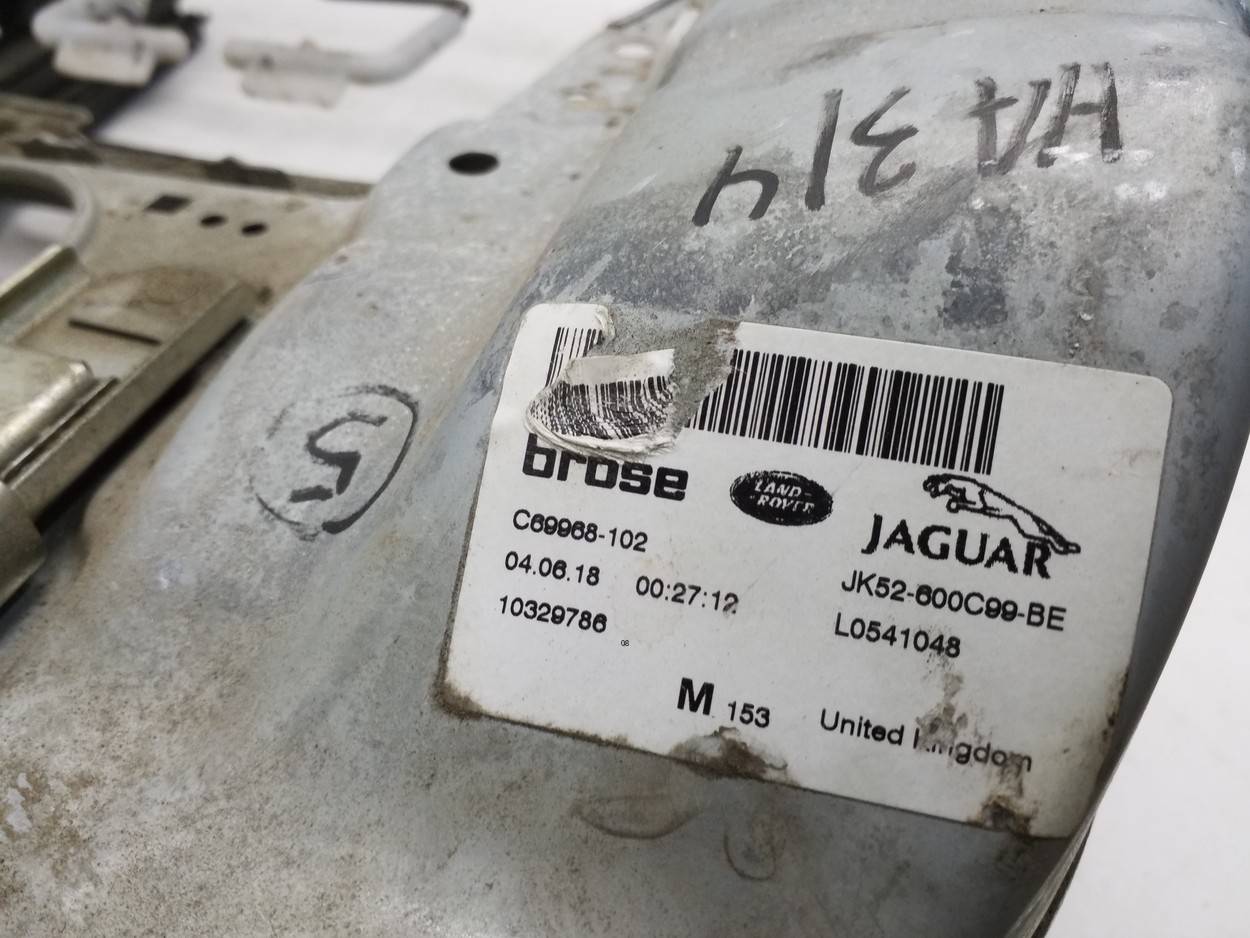 314
5
brose
LAND-
ROVER
JAGUAR
C69968-102
JK52-600C99-BE
04.06.18 00:27:12
L0541048
10329786
08
M 153 United Kingdom